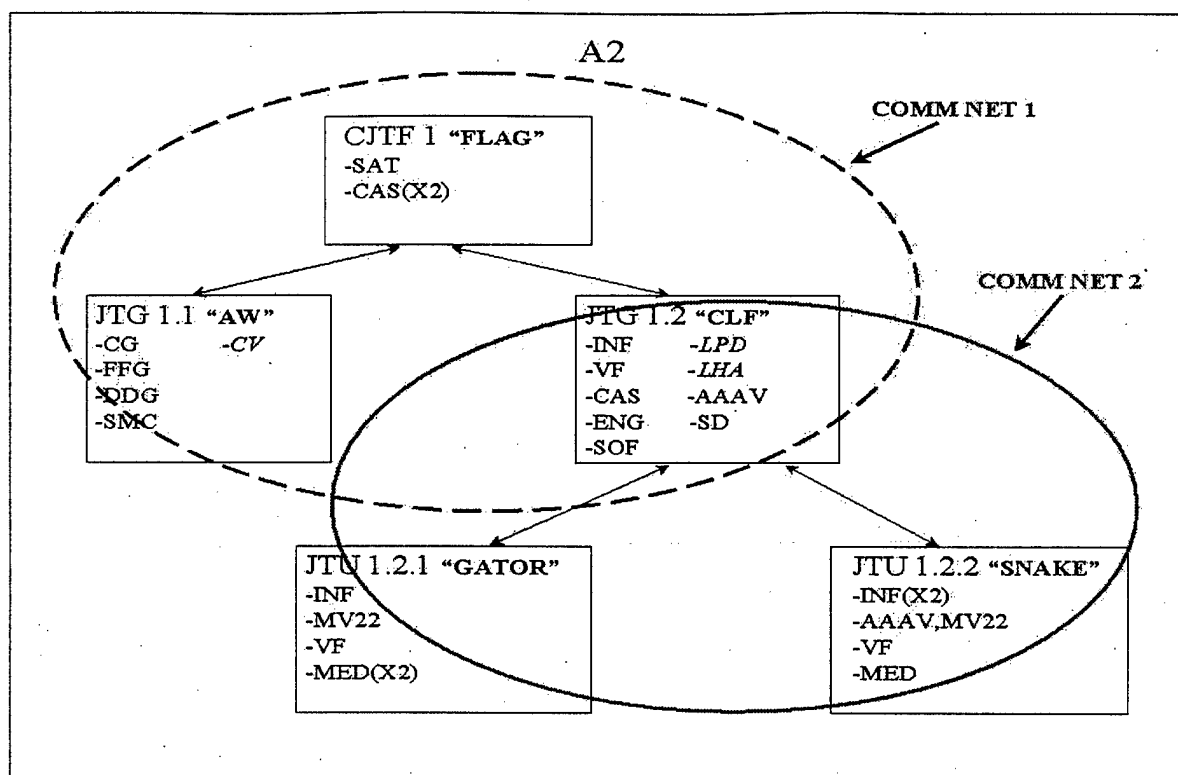 A2
COMM NET 1
CJTF 1 “FLAG”
-SAT
-CAS(X2)
COMM NET 2
JTG 1.1 “AW”
-CG -CV
-FFG
-DDG
-SMC
JTG 1.2 “CLF”
-INF -LPD
-VF -LHA
-CAS -AAAV
-ENG -SD
-SOF
JTU 1.2.1 “GATOR”
-INF
-MV22
-VF
-MED(X2)
JTU 1.2.2 “SNAKE”
-INF(X2)
-AAAV,MV22
-VF
-MED